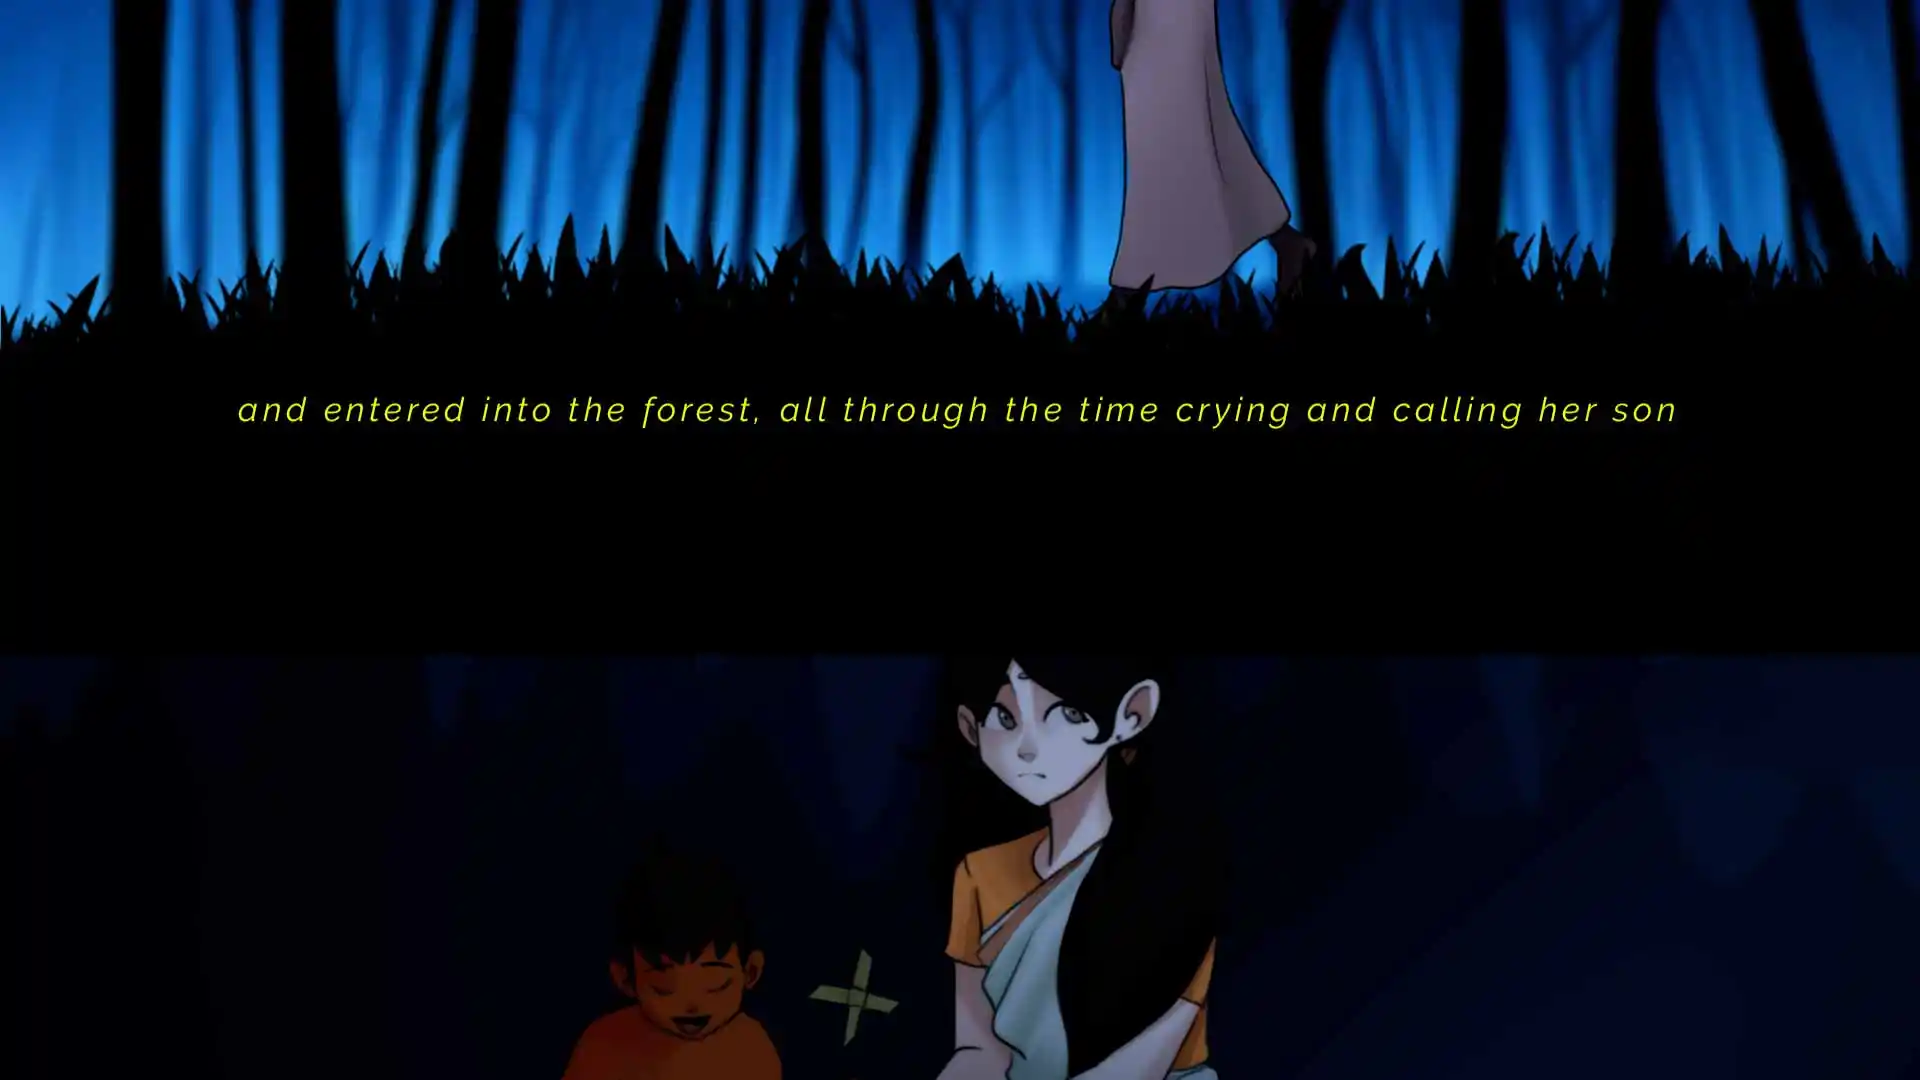 and entered into the forest, all through the time crying and calling her son